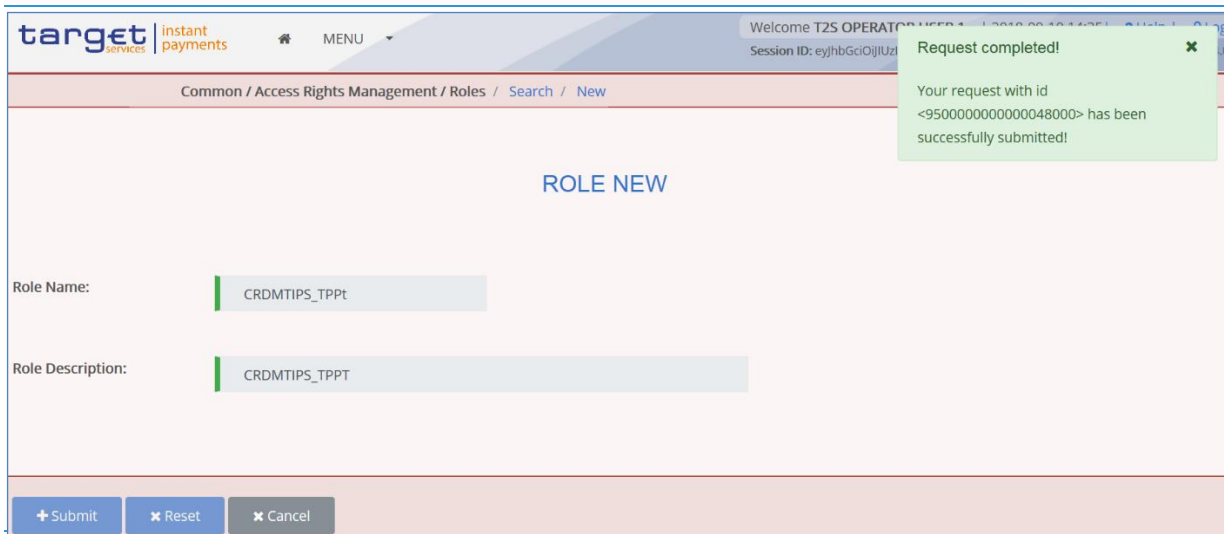 target services | instant payments
MENU
Welcome T2S OPERATOR USER 1
Session ID: eyJhbGciOiJIUzI
Request completed!
Your request with id
<9500000000000048000> has been
successfully submitted!
Common / Access Rights Management / Roles / Search / New
ROLE NEW
Role Name:
CRDMTIPS_TPPt
Role Description:
CRDMTIPS_TPPT
Submit
Reset
Cancel